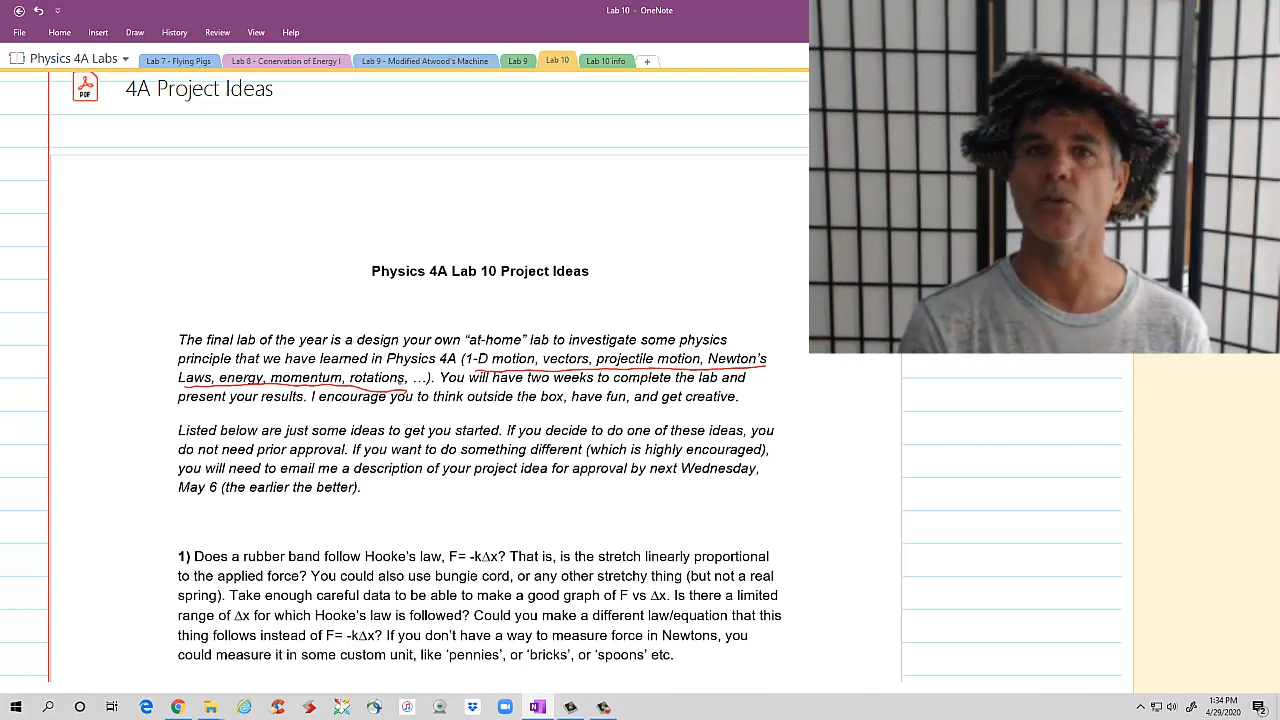 Lab 10 - OneNote
File Home Insert Draw History Review View Help
Physics 4A Labs Lab 7 - Flying Pigs Lab 8 - Conervation of Energy I Lab 9 - Modified Atwood's Machine Lab 9 Lab 10 Lab 10 info +
PDF 4A Project Ideas
Physics 4A Lab 10 Project Ideas
The final lab of the year is a design your own “at-home” lab to investigate some physics
principle that we have learned in Physics 4A (1-D motion, vectors, projectile motion, Newton’s
Laws, energy, momentum, rotations, …). You will have two weeks to complete the lab and
present your results. I encourage you to think outside the box, have fun, and get creative.
Listed below are just some ideas to get you started. If you decide to do one of these ideas, you
do not need prior approval. If you want to do something different (which is highly encouraged),
you will need to email me a description of your project idea for approval by next Wednesday,
May 6 (the earlier the better).
1) Does a rubber band follow Hooke’s law, F= -kΔx? That is, is the stretch linearly proportional
to the applied force? You could also use bungie cord, or any other stretchy thing (but not a real
spring). Take enough careful data to be able to make a good graph of F vs Δx. Is there a limited
range of Δx for which Hooke’s law is followed? Could you make a different law/equation that this
thing follows instead of F= -kΔx? If you don’t have a way to measure force in Newtons, you
could measure it in some custom unit, like ‘pennies’, or ‘bricks’, or ‘spoons’ etc.
1:34 PM
4/29/2020
2